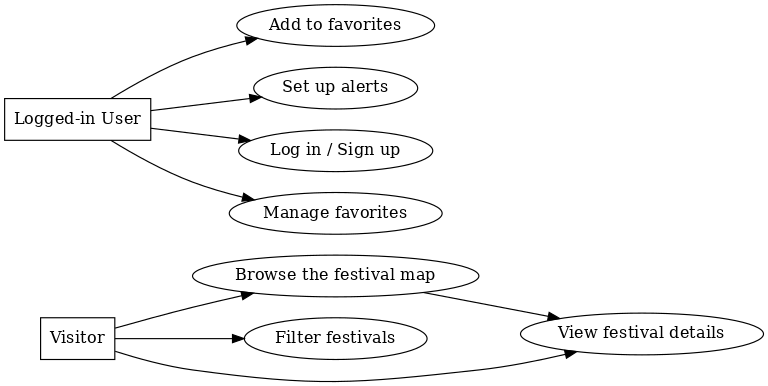 Add to favorites
Set up alerts
Logged-in User
Log in / Sign up
Manage favorites
Browse the festival map
View festival details
Visitor
Filter festivals